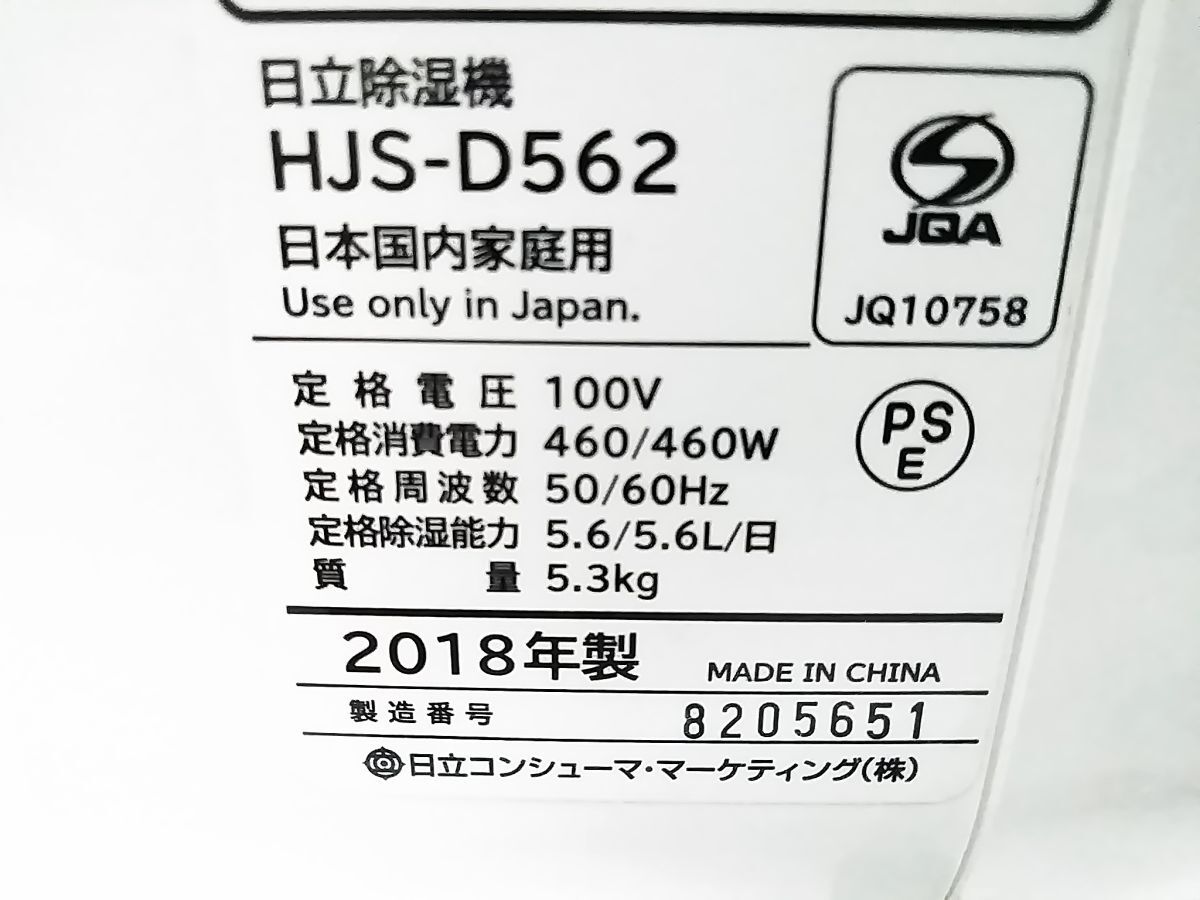 日立除湿機
HJS-D562
日本国内家庭用
Use only in Japan.
JQA
JQ10758
定格電圧 100V
定格消費電力 460/460W
定格周波数 50/60Hz
定格除湿能力 5.6/5.6L/日
質量 5.3kg
PS
E
2018年製 MADE IN CHINA
製造番号 8205651
日立コンシューマ・マーケティング(株)